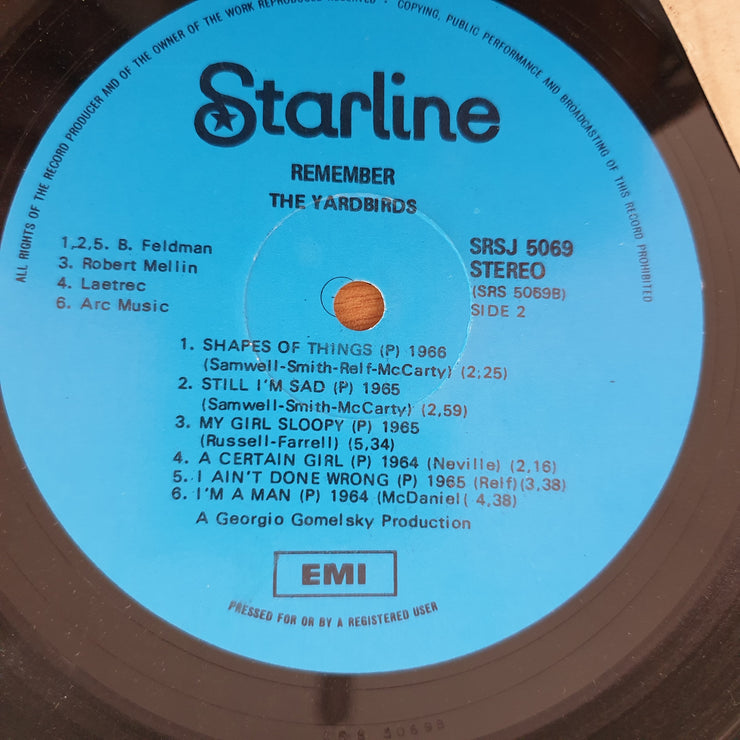 ALL RIGHTS OF THE RECORD PRODUCER AND OF THE OWNER OF THE WORK REPRODUCED RESERVED • COPYING, PUBLIC PERFORMANCE AND BROADCASTING OF THIS RECORD PROHIBITED
Starline
REMEMBER
THE YARDBIRDS
1,2,5. B. Feldman
3. Robert Mellin
4. Laetrec
6. Arc Music
SRSJ 5069
STEREO
(SRS 5069B)
SIDE 2
1. SHAPES OF THINGS (P) 1966
(Samwell-Smith-Relf-McCarty) (2;25)
2. STILL I'M SAD (P) 1965
(Samwell-Smith-McCarty) (2,59)
3. MY GIRL SLOOPY (P) 1965
(Russell-Farrell) (5,34)
4. A CERTAIN GIRL (P) 1964 (Neville) (2,16)
5. I AIN'T DONE WRONG (P) 1965 (Relf)(3,38)
6. I'M A MAN (P) 1964 (McDaniel( 4,38)
A Georgio Gomelsky Production
EMI
PRESSED FOR OR BY A REGISTERED USER